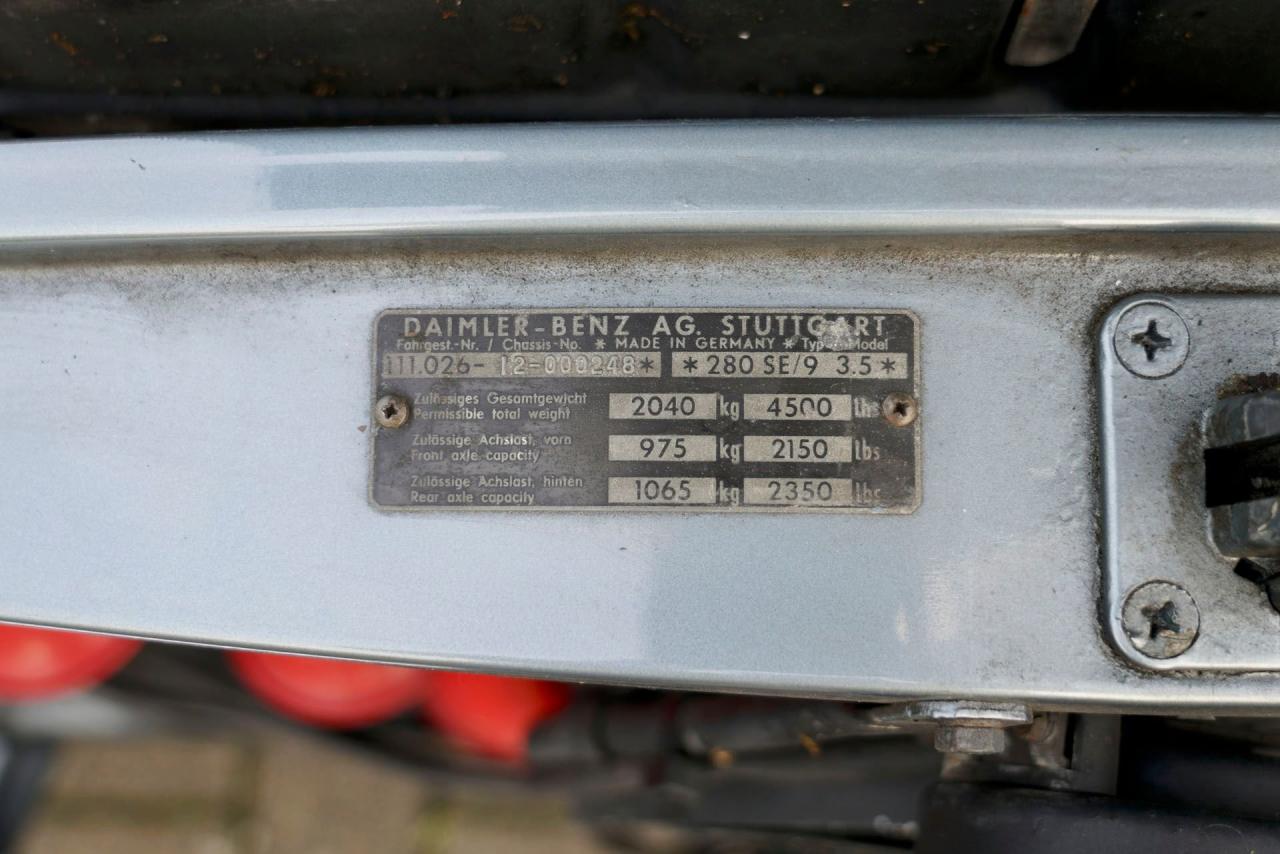 DAIMLER-BENZ AG. STUTTGART
Fahrgest.-Nr. / Chassis-No. * MADE IN GERMANY * Typ / Model
111.026- 12-000248* *280 SE/9 3.5*
Zulässiges Gesamtgewicht
Permissible total weight 2040 kg 4500 lbs
Zulässige Achslast, vorn
Front axle capacity 975 kg 2150 lbs
Zulässige Achslast, hinten
Rear axle capacity 1065 kg 2350 lbs